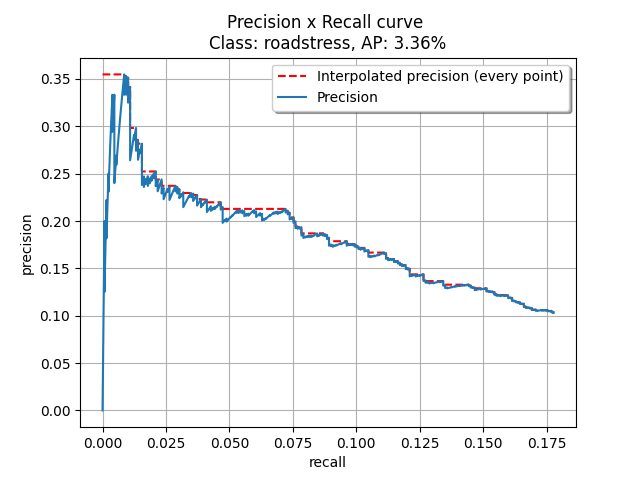 Precision x Recall curve
Class: roadstress, AP: 3.36%
Interpolated precision (every point)
Precision
0.35
0.30
0.25
0.20
0.15
0.10
0.05
0.00
precision
0.000 0.025 0.050 0.075 0.100 0.125 0.150 0.175
recall